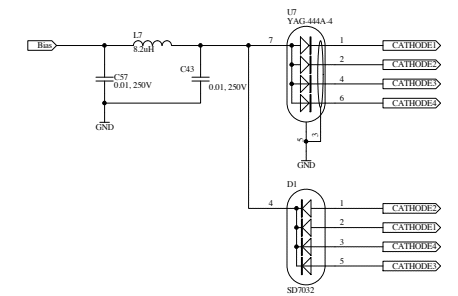 U7
YAG-444A-4
L7
Bias
8.2uH
7
1
CATHODE1
2
CATHODE2
C57
0.01, 250V
C43
0.01, 250V
4
CATHODE3
6
CATHODE4
GND
5
3
GND
D1
4
1
CATHODE2
2
CATHODE1
3
CATHODE4
5
CATHODE3
SD7032